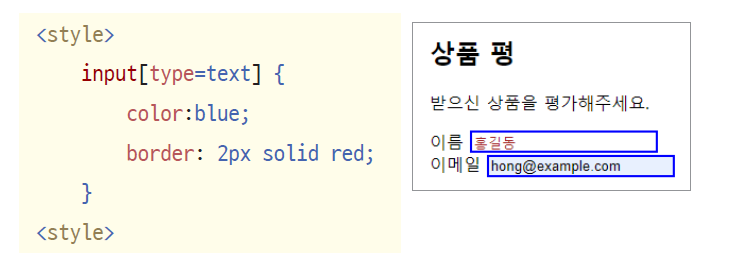 <style>
input[type=text] {
color:blue;
border: 2px solid red;
}
<style>
상품 평
받으신 상품을 평가해주세요.
이름 홍길동
이메일 hong@example.com